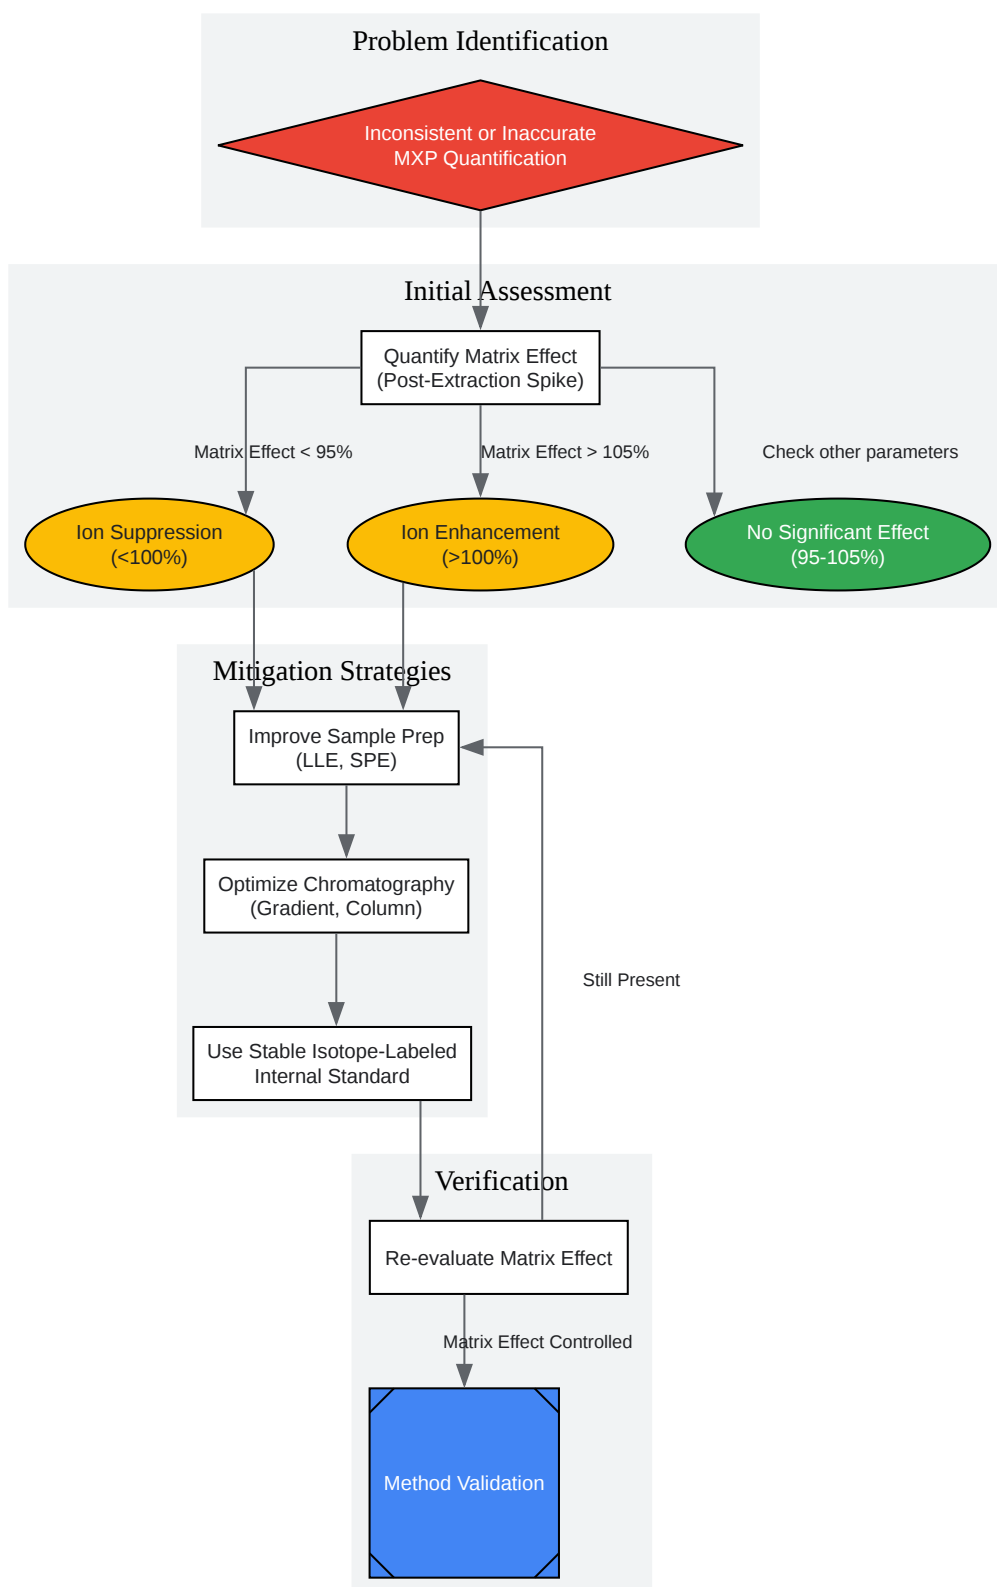 Problem Identification
Inconsistent or Inaccurate
MXP Quantification
Initial Assessment
Quantify Matrix Effect
(Post-Extraction Spike)
Matrix Effect < 95%
Matrix Effect > 105%
Check other parameters
Ion Suppression
(<100%)
Ion Enhancement
(>100%)
No Significant Effect
(95-105%)
Mitigation Strategies
Improve Sample Prep
(LLE, SPE)
Optimize Chromatography
(Gradient, Column)
Still Present
Use Stable Isotope-Labeled
Internal Standard
Verification
Re-evaluate Matrix Effect
Matrix Effect Controlled
Method Validation